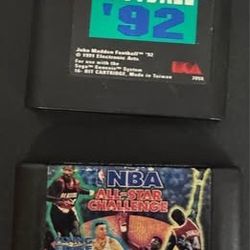 '92
John Madden Football™ '92
© 1991 Electronic Arts
For use with the
Sega™ Genesis™ System
16-BIT CARTRIDGE, Made in Taiwan
EA
NBA
ALL-STAR
CHALLENGE